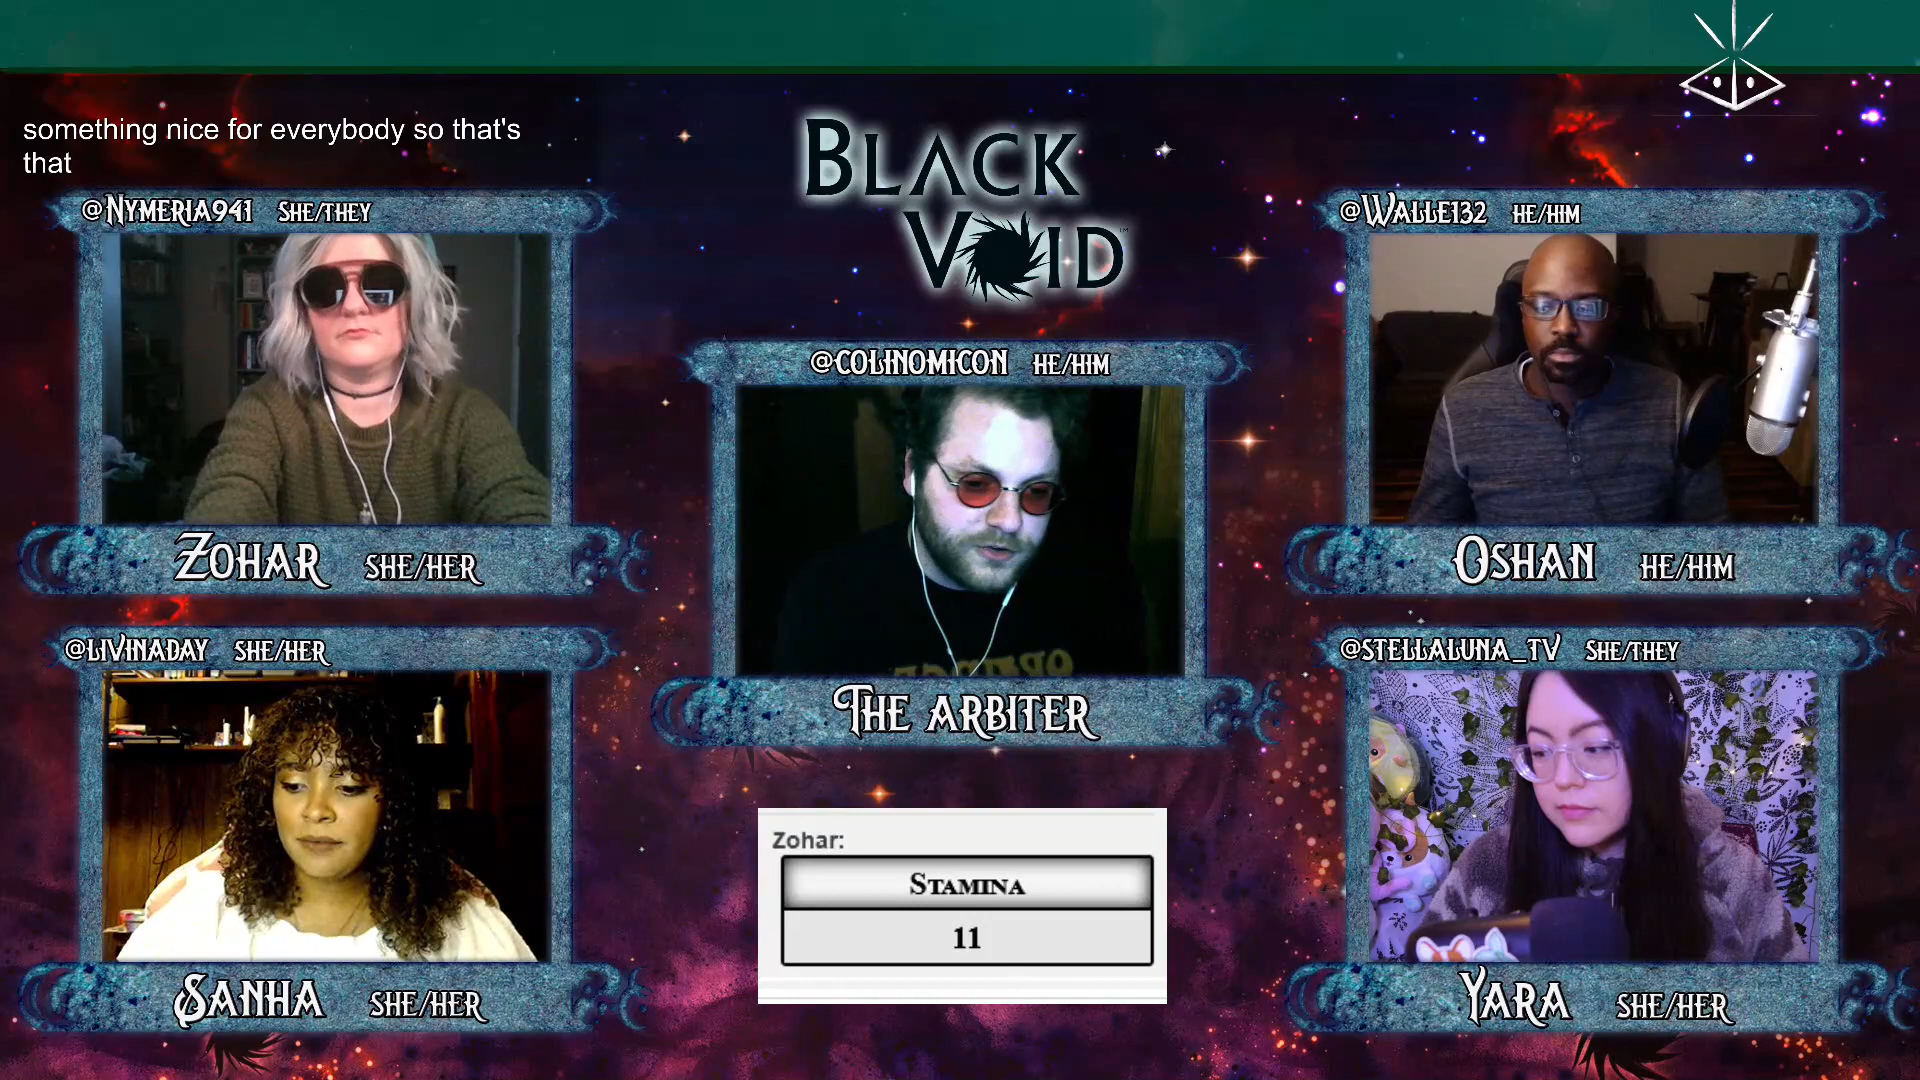 something nice for everybody so that's
that
BLACK
VOID
@NYMERIA941 SHE/THEY
@WALLE132 HE/HIM
@COLINOMICON HE/HIM
ZOHAR SHE/HER
OSHAN HE/HIM
@LIVINADAY SHE/HER
@STELLALUNA_TV SHE/THEY
THE ARBITER
Zohar:
STAMINA
11
SANHA SHE/HER
YARA SHE/HER